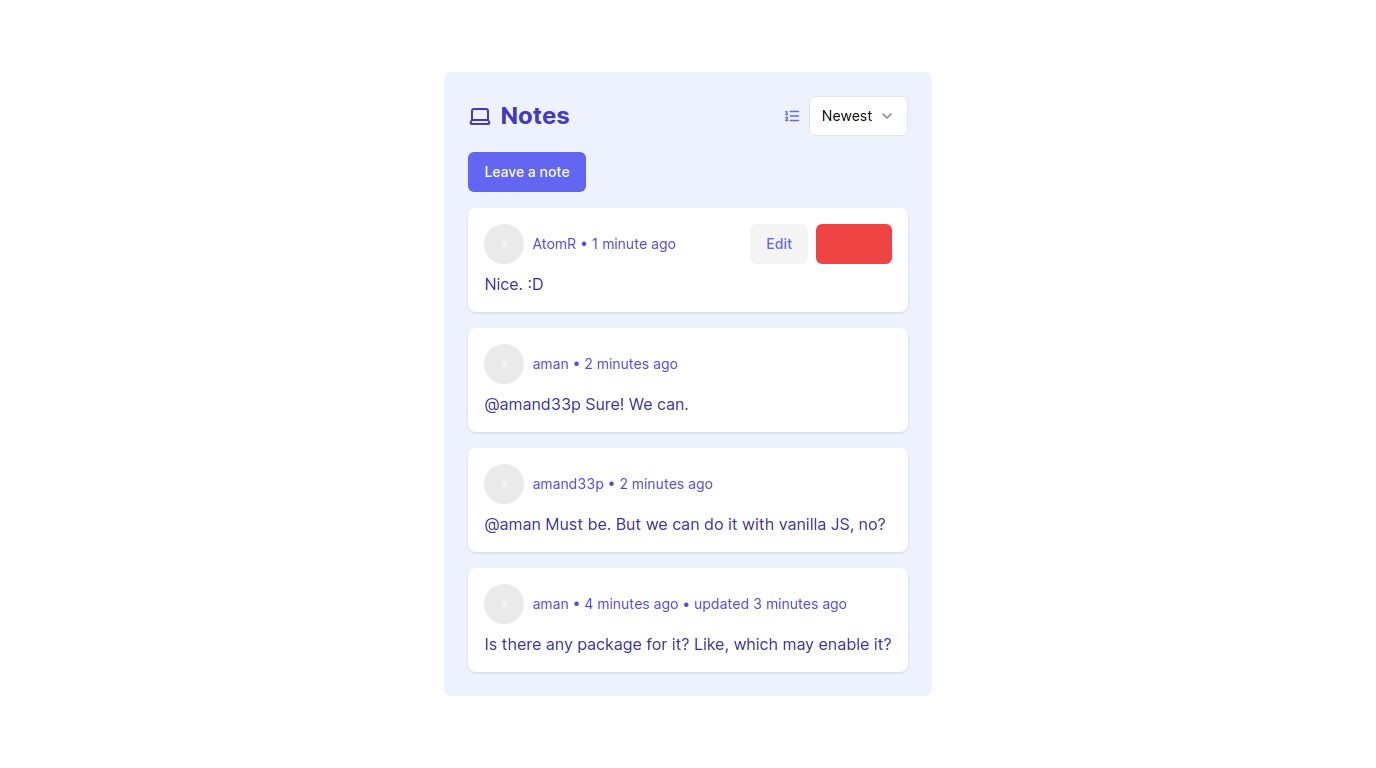 Notes
Newest
Leave a note
AtomR • 1 minute ago
Edit
Nice. :D
aman • 2 minutes ago
@amand33p Sure! We can.
amand33p • 2 minutes ago
@aman Must be. But we can do it with vanilla JS, no?
aman • 4 minutes ago • updated 3 minutes ago
Is there any package for it? Like, which may enable it?